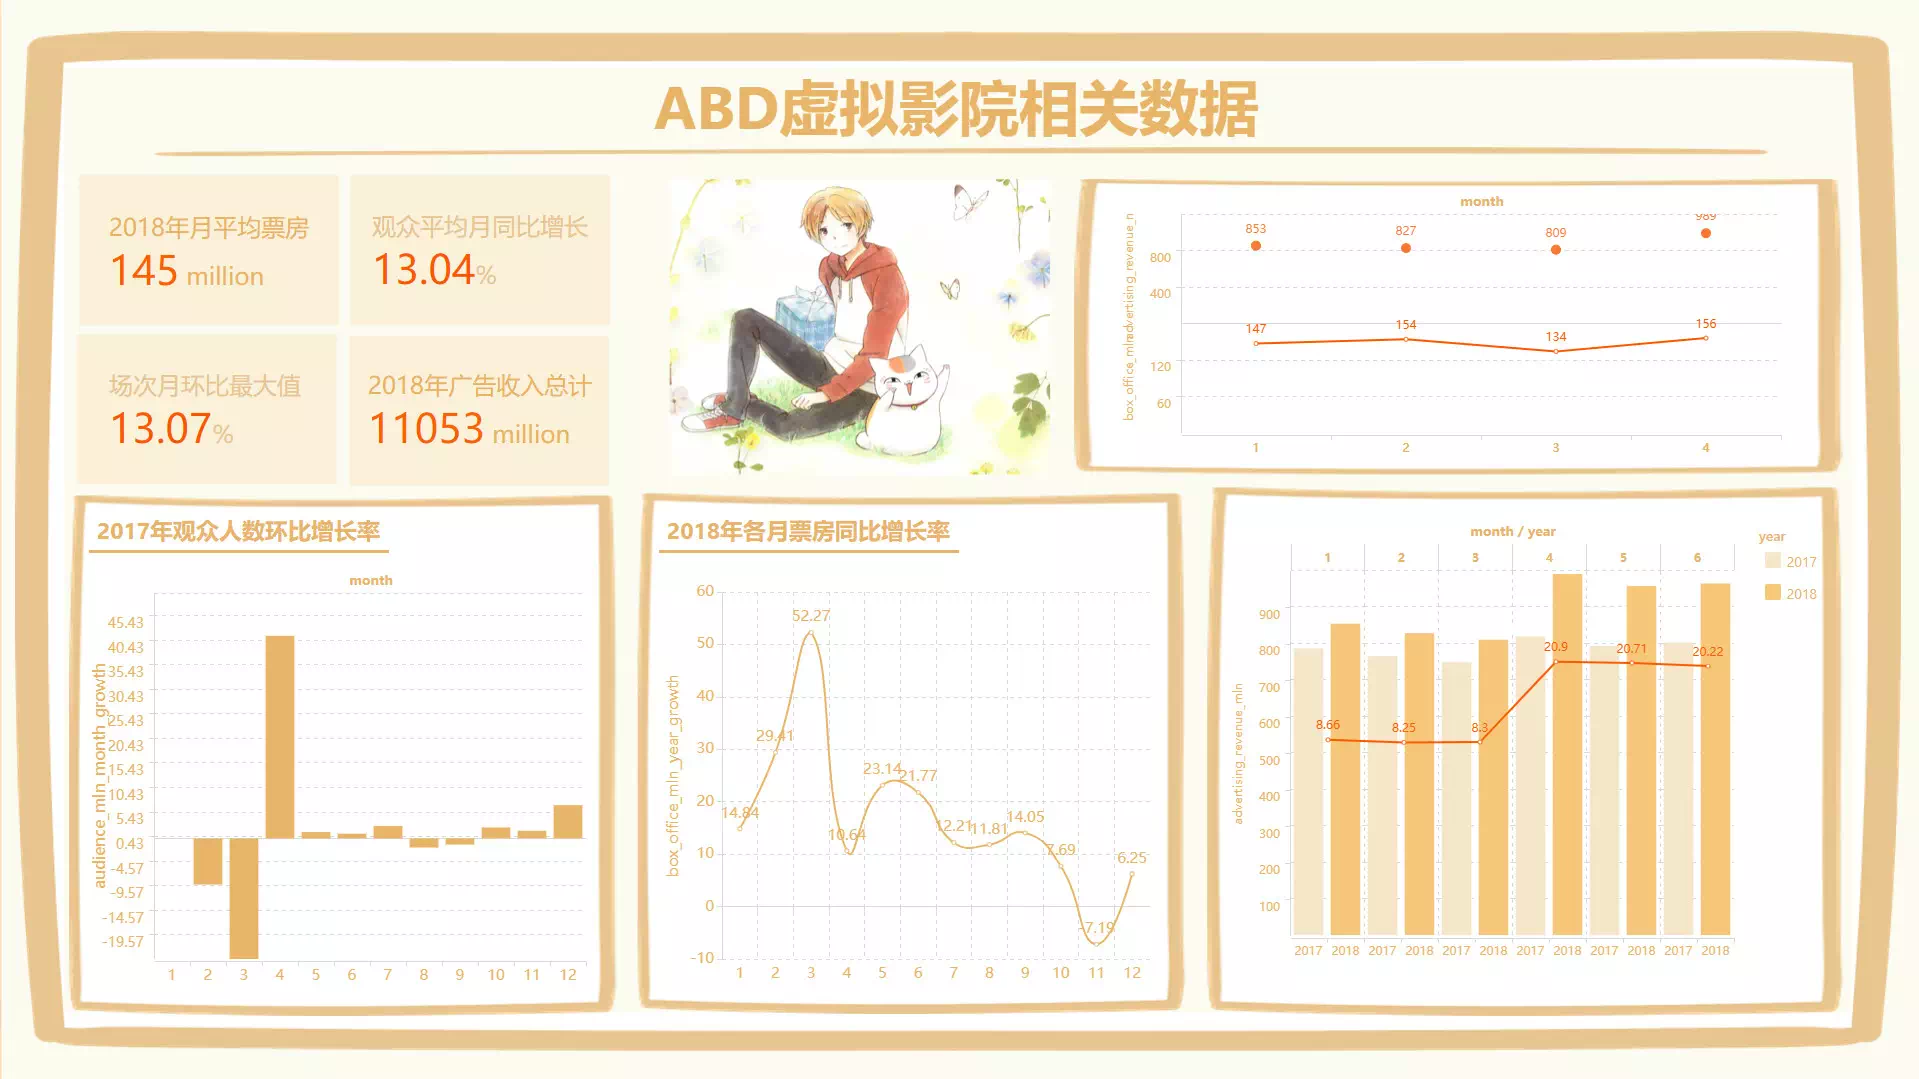 ABD虚拟影院相关数据
2018年月平均票房
145 million
观众平均月同比增长
13.04%
场次月环比最大值
13.07%
2018年广告收入总计
11053 million
month
advertising_revenue_n
800
400
853
827
809
989
box_office_mln
120
60
147
154
134
156
1 2 3 4
2017年观众人数环比增长率
month
audience_mln_month_growth
45.43
40.43
35.43
30.43
25.43
20.43
15.43
10.43
5.43
0.43
-4.57
-9.57
-14.57
-19.57
1 2 3 4 5 6 7 8 9 10 11 12
2018年各月票房同比增长率
box_office_mln_year_growth
60
50
40
30
20
10
0
-10
14.84
29.41
52.27
10.64
23.14
21.77
12.21
11.81
14.05
7.69
-7.19
6.25
1 2 3 4 5 6 7 8 9 10 11 12
month / year
1 2 3 4 5 6
year
2017
2018
advertising_revenue_mln
900
800
700
600
500
400
300
200
100
8.66
8.25
8.3
20.9
20.71
20.22
2017 2018 2017 2018 2017 2018 2017 2018 2017 2018 2017 2018